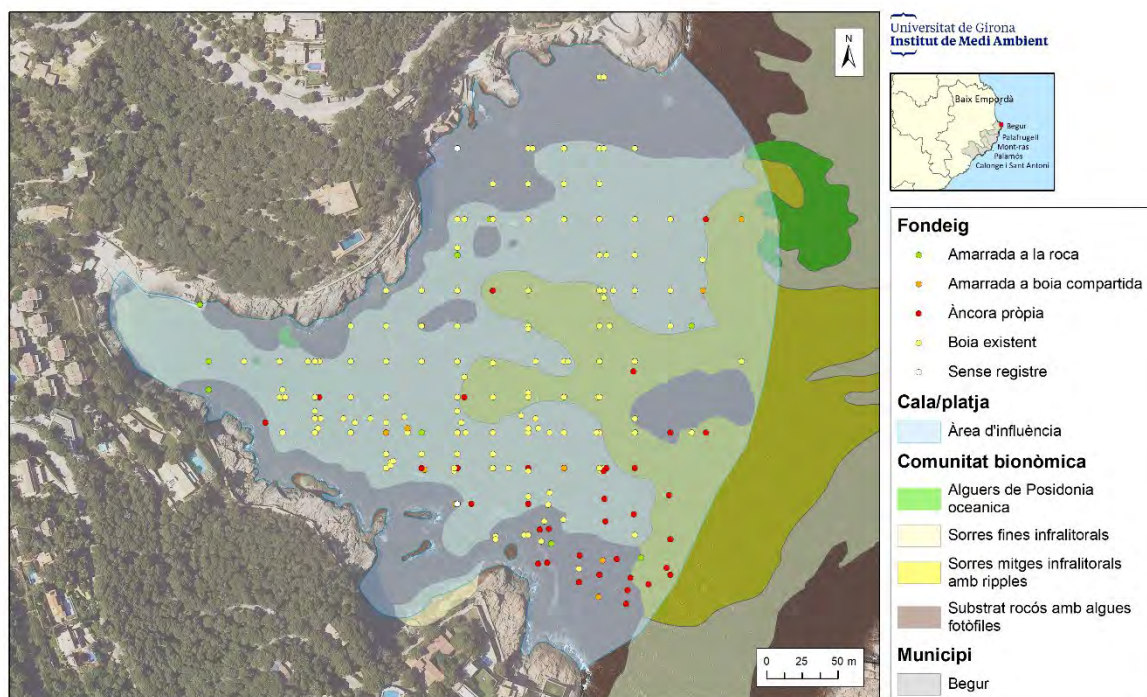 N
0 25 50 m
Universitat de Girona
Institut de Medi Ambient
Baix Empordà
Begur
Palafrugell
Mont-ras
Palamós
Calonge i Sant Antoni
Fondeig
Amarrada a la roca
Amarrada a boia compartida
Àncora pròpia
Boia existent
Sense registre
Cala/platja
Àrea d'influència
Comunitat bionòmica
Alguers de Posidonia
oceanica
Sorres fines infralitorals
Sorres mitges infralitorals
amb ripples
Substrat rocós amb algues
fotòfiles
Municipi
Begur